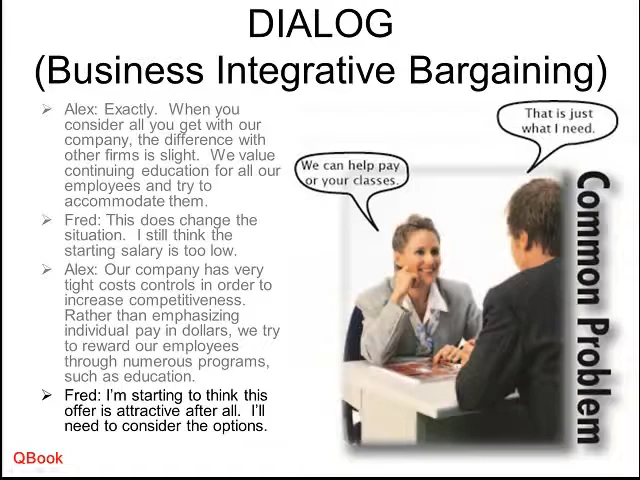 DIALOG
(Business Integrative Bargaining)
Alex: Exactly. When you
consider all you get with our
company, the difference with
other firms is slight. We value
continuing education for all our
employees and try to
accommodate them.
Fred: This does change the
situation. I still think the
starting salary is too low.
Alex: Our company has very
tight costs controls in order to
increase competitiveness.
Rather than emphasizing
individual pay in dollars, we try
to reward our employees
through numerous programs,
such as education.
Fred: I'm starting to think this
offer is attractive after all. I'll
need to consider the options.
That is just
what I need.
We can help pay
or your classes.
Common Problem
QBook